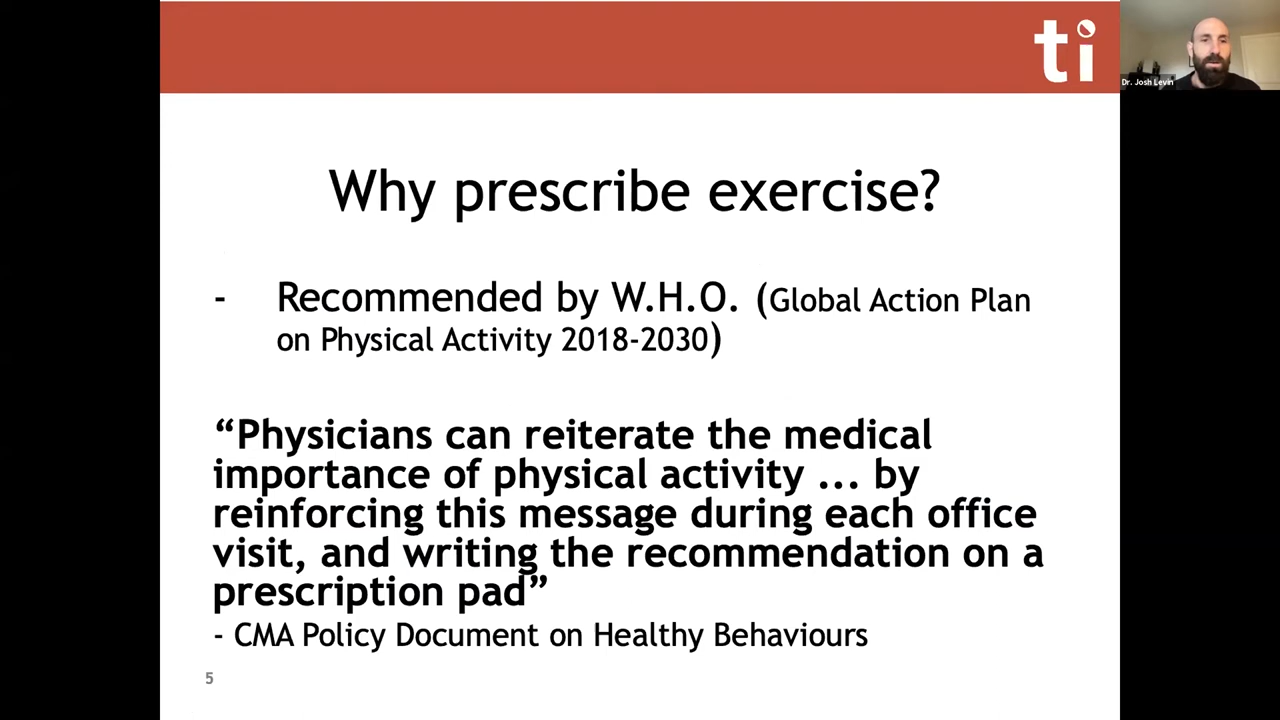 ti
Dr. Josh Levin
Why prescribe exercise?
- Recommended by W.H.O. (Global Action Plan
on Physical Activity 2018-2030)
“Physicians can reiterate the medical
importance of physical activity ... by
reinforcing this message during each office
visit, and writing the recommendation on a
prescription pad”
- CMA Policy Document on Healthy Behaviours
5